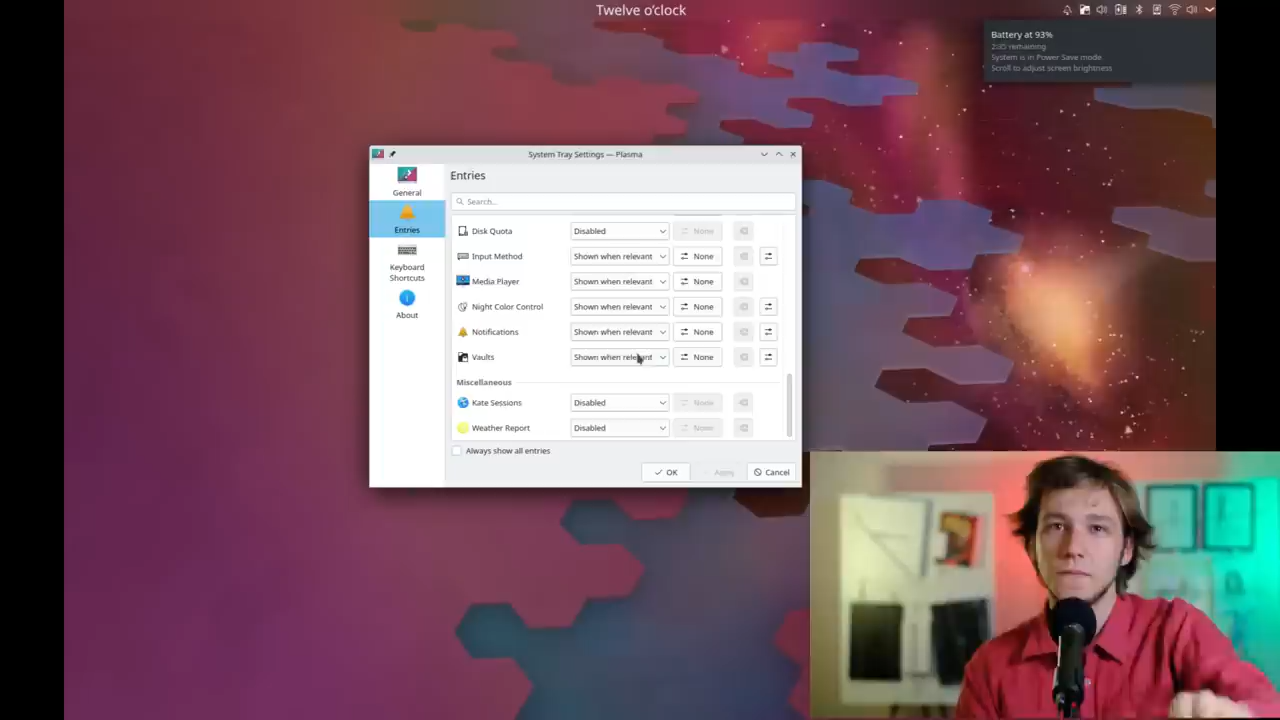 Twelve o'clock
Battery at 93%
2:35 remaining
System is in Power Save mode
Scroll to adjust screen brightness
System Tray Settings — Plasma
General
Entries
Keyboard
Shortcuts
About
Entries
Search...
Disk Quota Disabled None
Input Method Shown when relevant None
Media Player Shown when relevant None
Night Color Control Shown when relevant None
Notifications Shown when relevant None
Vaults Shown when relevant None
Miscellaneous
Kate Sessions Disabled None
Weather Report Disabled None
Always show all entries
OK Apply Cancel